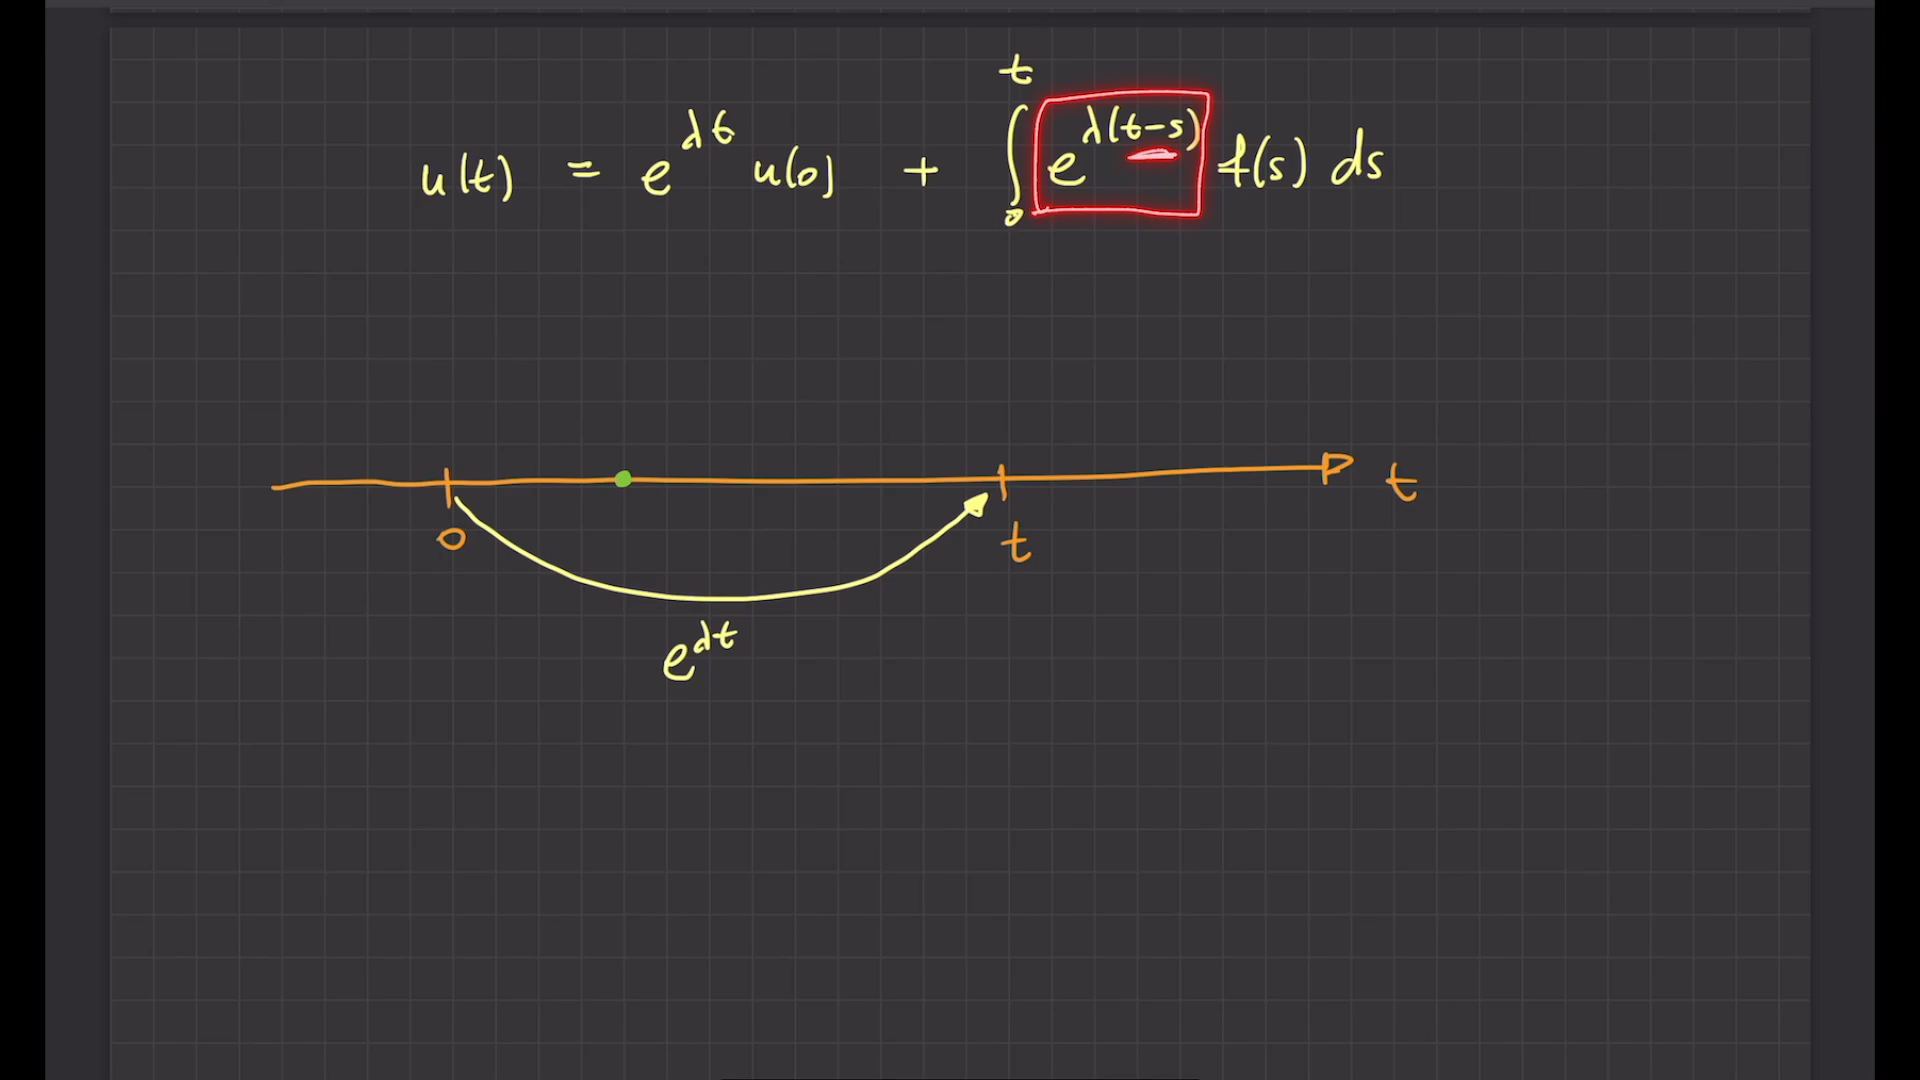 u(t) = e^{λt} u(0) + ∫_0^t e^{λ(t-s)} f(s) ds
t
0 t
e^{λt}